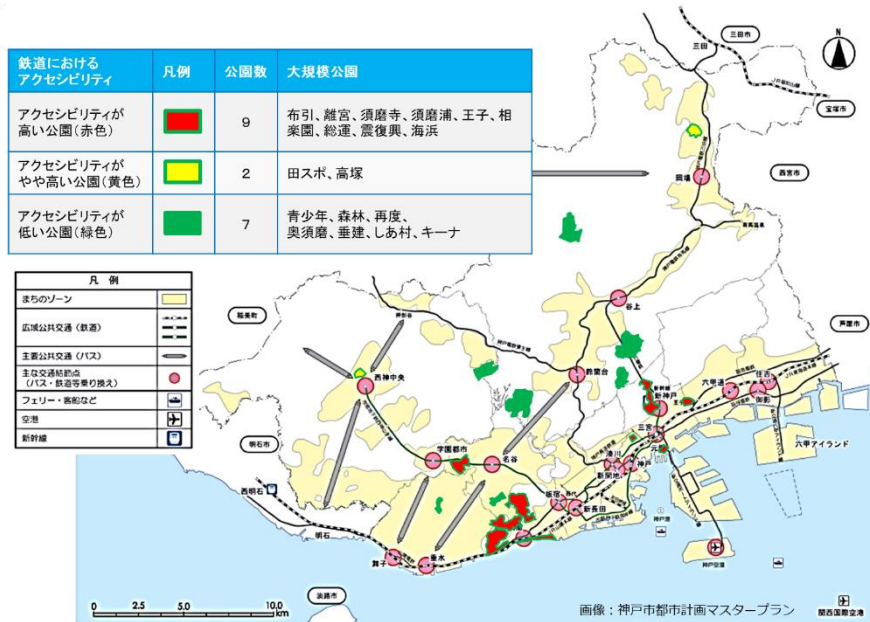 鉄道における
アクセシビリティ
凡例
公園数
大規模公園
アクセシビリティが
高い公園(赤色)
9
布引、離宮、須磨寺、須磨浦、王子、相
楽園、総運、震復興、海浜
アクセシビリティが
やや高い公園(黄色)
2
田スポ、高塚
アクセシビリティが
低い公園(緑色)
7
青少年、森林、再度、
奥須磨、垂建、しあ村、キーナ
凡 例
まちのゾーン
広域公共交通(鉄道)
主要公共交通(バス)
主な交通結節点
(バス・鉄道等乗り換え)
フェリー・客船など
空港
新幹線
N
三田市
三田
宝塚市
西宮市
岡場
有馬温泉
谷上
稲美町
押部谷
鈴蘭台
芦屋市
西神中央
新神戸
六甲道
住吉
御影
三宮
六甲アイランド
明石市
学園都市
名谷
湊川
新開地
神戸
西明石
板宿
新長田
明石
神戸港
舞子
垂水
神戸空港
淡路市
0 2.5 5.0 10.0
km
画像:神戸市都市計画マスタープラン
関西国際空港